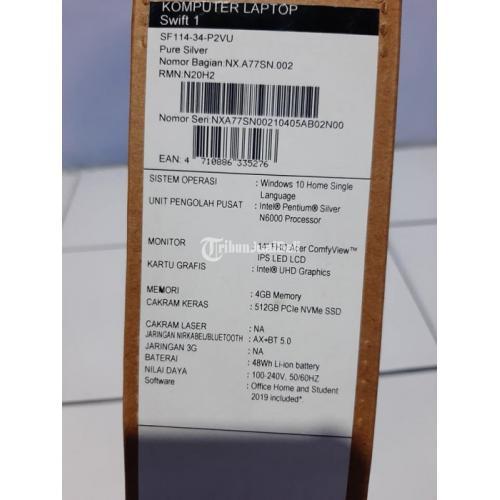 KOMPUTER LAPTOP
Swift 1
SF114-34-P2VU
Pure Silver
Nomor Bagian:NX.A77SN.002
RMN:N20H2
Nomor Seri:NXA77SN00210405AB02N00
EAN: 4 710886 335276
SISTEM OPERASI : Windows 10 Home Single
Language
UNIT PENGOLAH PUSAT : Intel® Pentium® Silver
N6000 Processor
MONITOR : 14" FHD Acer ComfyView™
IPS LED LCD
KARTU GRAFIS : Intel® UHD Graphics
MEMORI : 4GB Memory
CAKRAM KERAS : 512GB PCIe NVMe SSD
CAKRAM LASER : NA
JARINGAN NIRKABEL/BLUETOOTH : AX+BT 5.0
JARINGAN 3G : NA
BATERAI : 48Wh Li-ion battery
NILAI DAYA : 100-240V, 50/60HZ
Software : Office Home and Student
2019 included*.